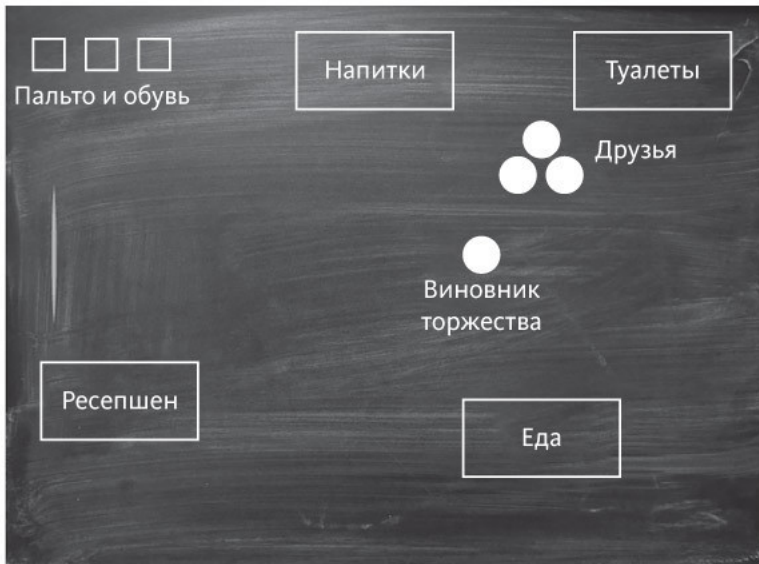 Напитки
Туалеты
Пальто и обувь
Друзья
Виновник
торжества
Ресепшен
Еда